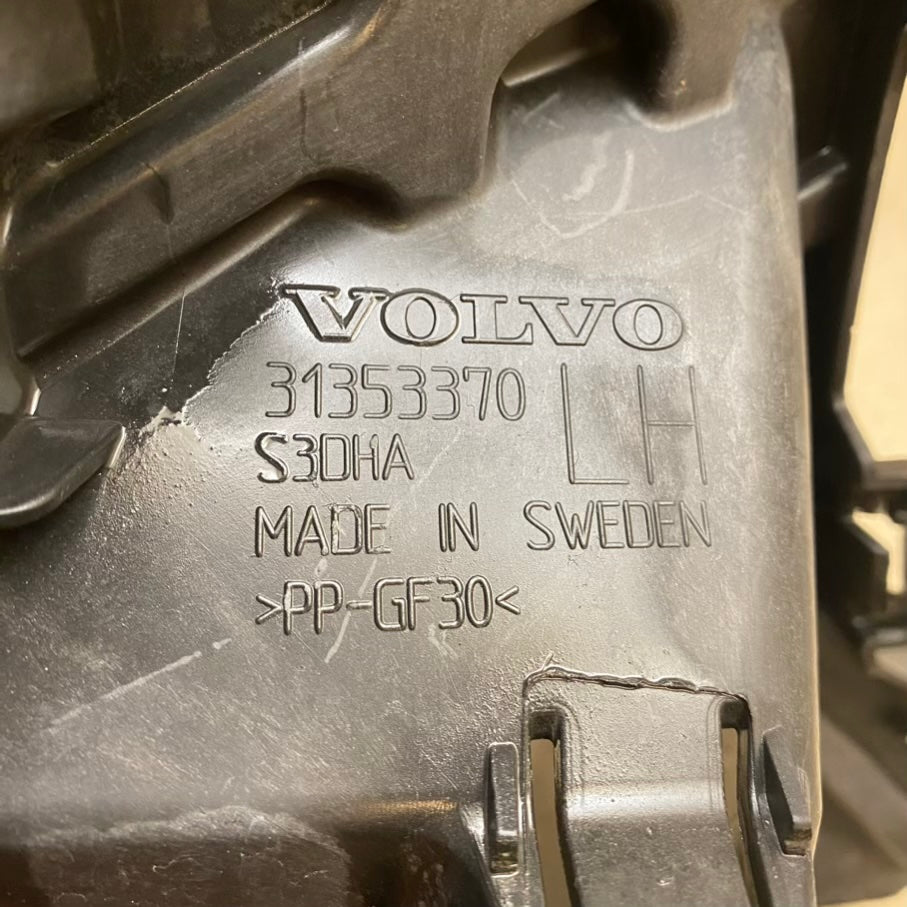 VOLVO
31353370 LH
S3DHA
MADE IN SWEDEN
>PP-GF30<